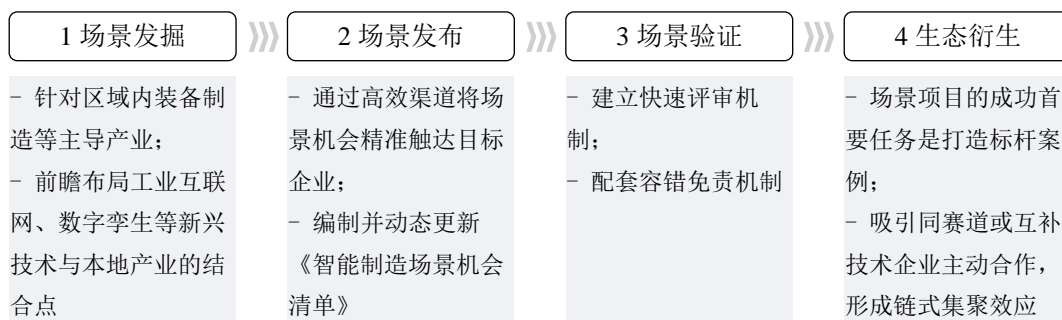 1 场景发掘
- 针对区域内装备制
造等主导产业；
- 前瞻布局工业互联
网、数字孪生等新兴
技术与本地产业的结
合点
2 场景发布
- 通过高效渠道将场
景机会精准触达目标
企业；
- 编制并动态更新
《智能制造场景机会
清单》
3 场景验证
- 建立快速评审机
制；
- 配套容错免责机制
4 生态衍生
- 场景项目的成功首
要任务是打造标杆案
例；
- 吸引同赛道或互补
技术企业主动合作，
形成链式集聚效应